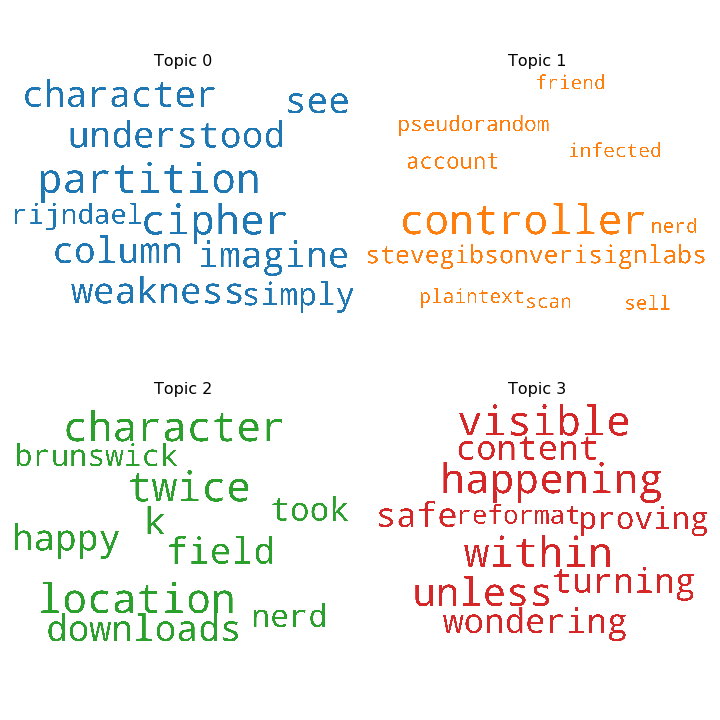 Topic 0
character see
understood
partition
rijndael cipher
column imagine
weakness simply
Topic 1
friend
pseudorandom
infected
account
controller nerd
stevegibsonverisignlabs
plaintext scan sell
Topic 2
character
brunswick
twice
k took
happy field
location
downloads nerd
Topic 3
visible
content
happening
safe reformat proving
within
unless turning
wondering